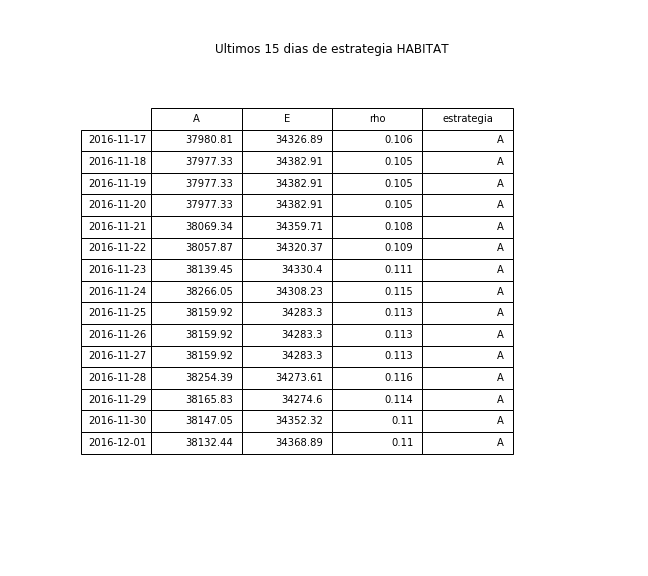 Ultimos 15 dias de estrategia HABITAT
A E rho estrategia
2016-11-17 37980.81 34326.89 0.106 A
2016-11-18 37977.33 34382.91 0.105 A
2016-11-19 37977.33 34382.91 0.105 A
2016-11-20 37977.33 34382.91 0.105 A
2016-11-21 38069.34 34359.71 0.108 A
2016-11-22 38057.87 34320.37 0.109 A
2016-11-23 38139.45 34330.4 0.111 A
2016-11-24 38266.05 34308.23 0.115 A
2016-11-25 38159.92 34283.3 0.113 A
2016-11-26 38159.92 34283.3 0.113 A
2016-11-27 38159.92 34283.3 0.113 A
2016-11-28 38254.39 34273.61 0.116 A
2016-11-29 38165.83 34274.6 0.114 A
2016-11-30 38147.05 34352.32 0.11 A
2016-12-01 38132.44 34368.89 0.11 A